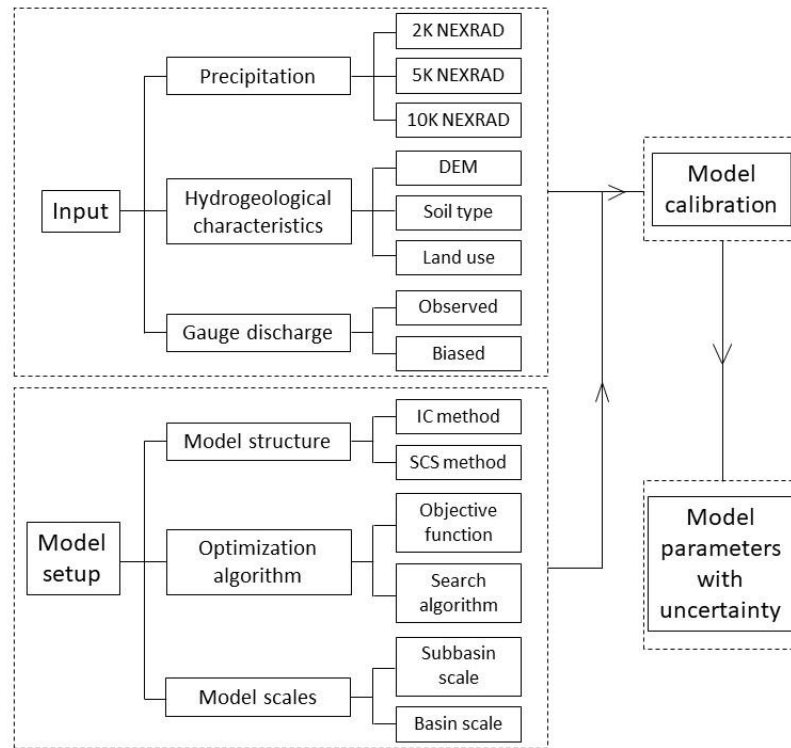 Input
Precipitation
2K NEXRAD
5K NEXRAD
10K NEXRAD
Hydrogeological
characteristics
DEM
Soil type
Land use
Gauge discharge
Observed
Biased
Model
setup
Model structure
IC method
SCS method
Optimization
algorithm
Objective
function
Search
algorithm
Model scales
Subbasin
scale
Basin scale
Model
calibration
Model
parameters
with
uncertainty